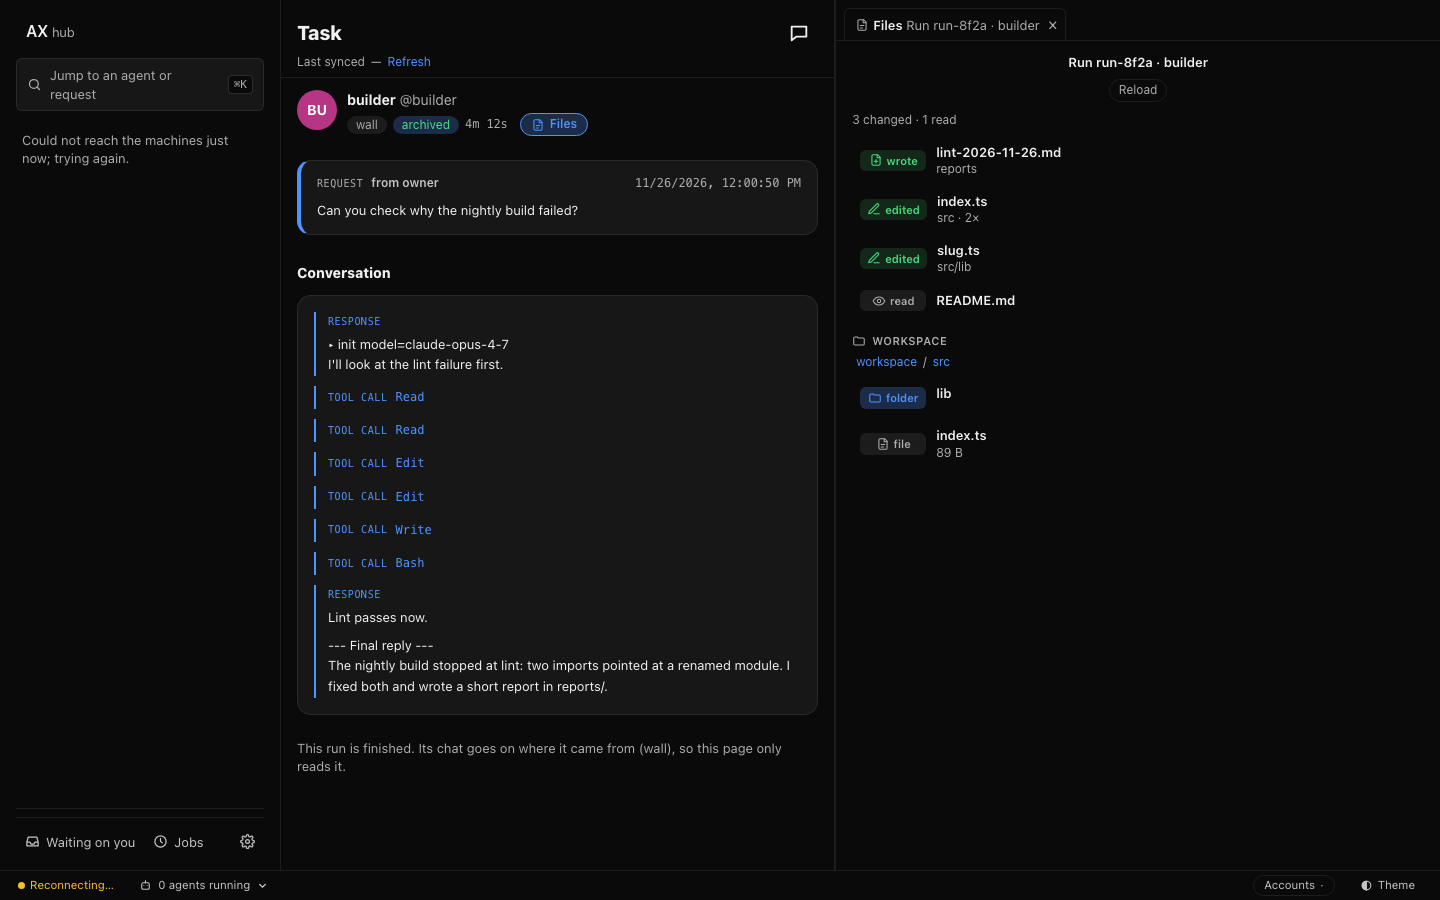 AX hub
Jump to an agent or
request
⌘K
Could not reach the machines just
now; trying again.
Waiting on you
Jobs
Task
Last synced — Refresh
BU
builder @builder
wall archived 4m 12s Files
REQUEST from owner 11/26/2026, 12:00:50 PM
Can you check why the nightly build failed?
Conversation
RESPONSE
▸ init model=claude-opus-4-7
I'll look at the lint failure first.
TOOL CALL Read
TOOL CALL Read
TOOL CALL Edit
TOOL CALL Edit
TOOL CALL Write
TOOL CALL Bash
RESPONSE
Lint passes now.
--- Final reply ---
The nightly build stopped at lint: two imports pointed at a renamed module. I
fixed both and wrote a short report in reports/.
This run is finished. Its chat goes on where it came from (wall), so this page only
reads it.
Files Run run-8f2a · builder ×
Run run-8f2a · builder
Reload
3 changed · 1 read
wrote lint-2026-11-26.md
reports
edited index.ts
src · 2×
edited slug.ts
src/lib
read README.md
WORKSPACE
workspace / src
folder lib
file index.ts
89 B
Reconnecting...
0 agents running
Accounts ·
Theme